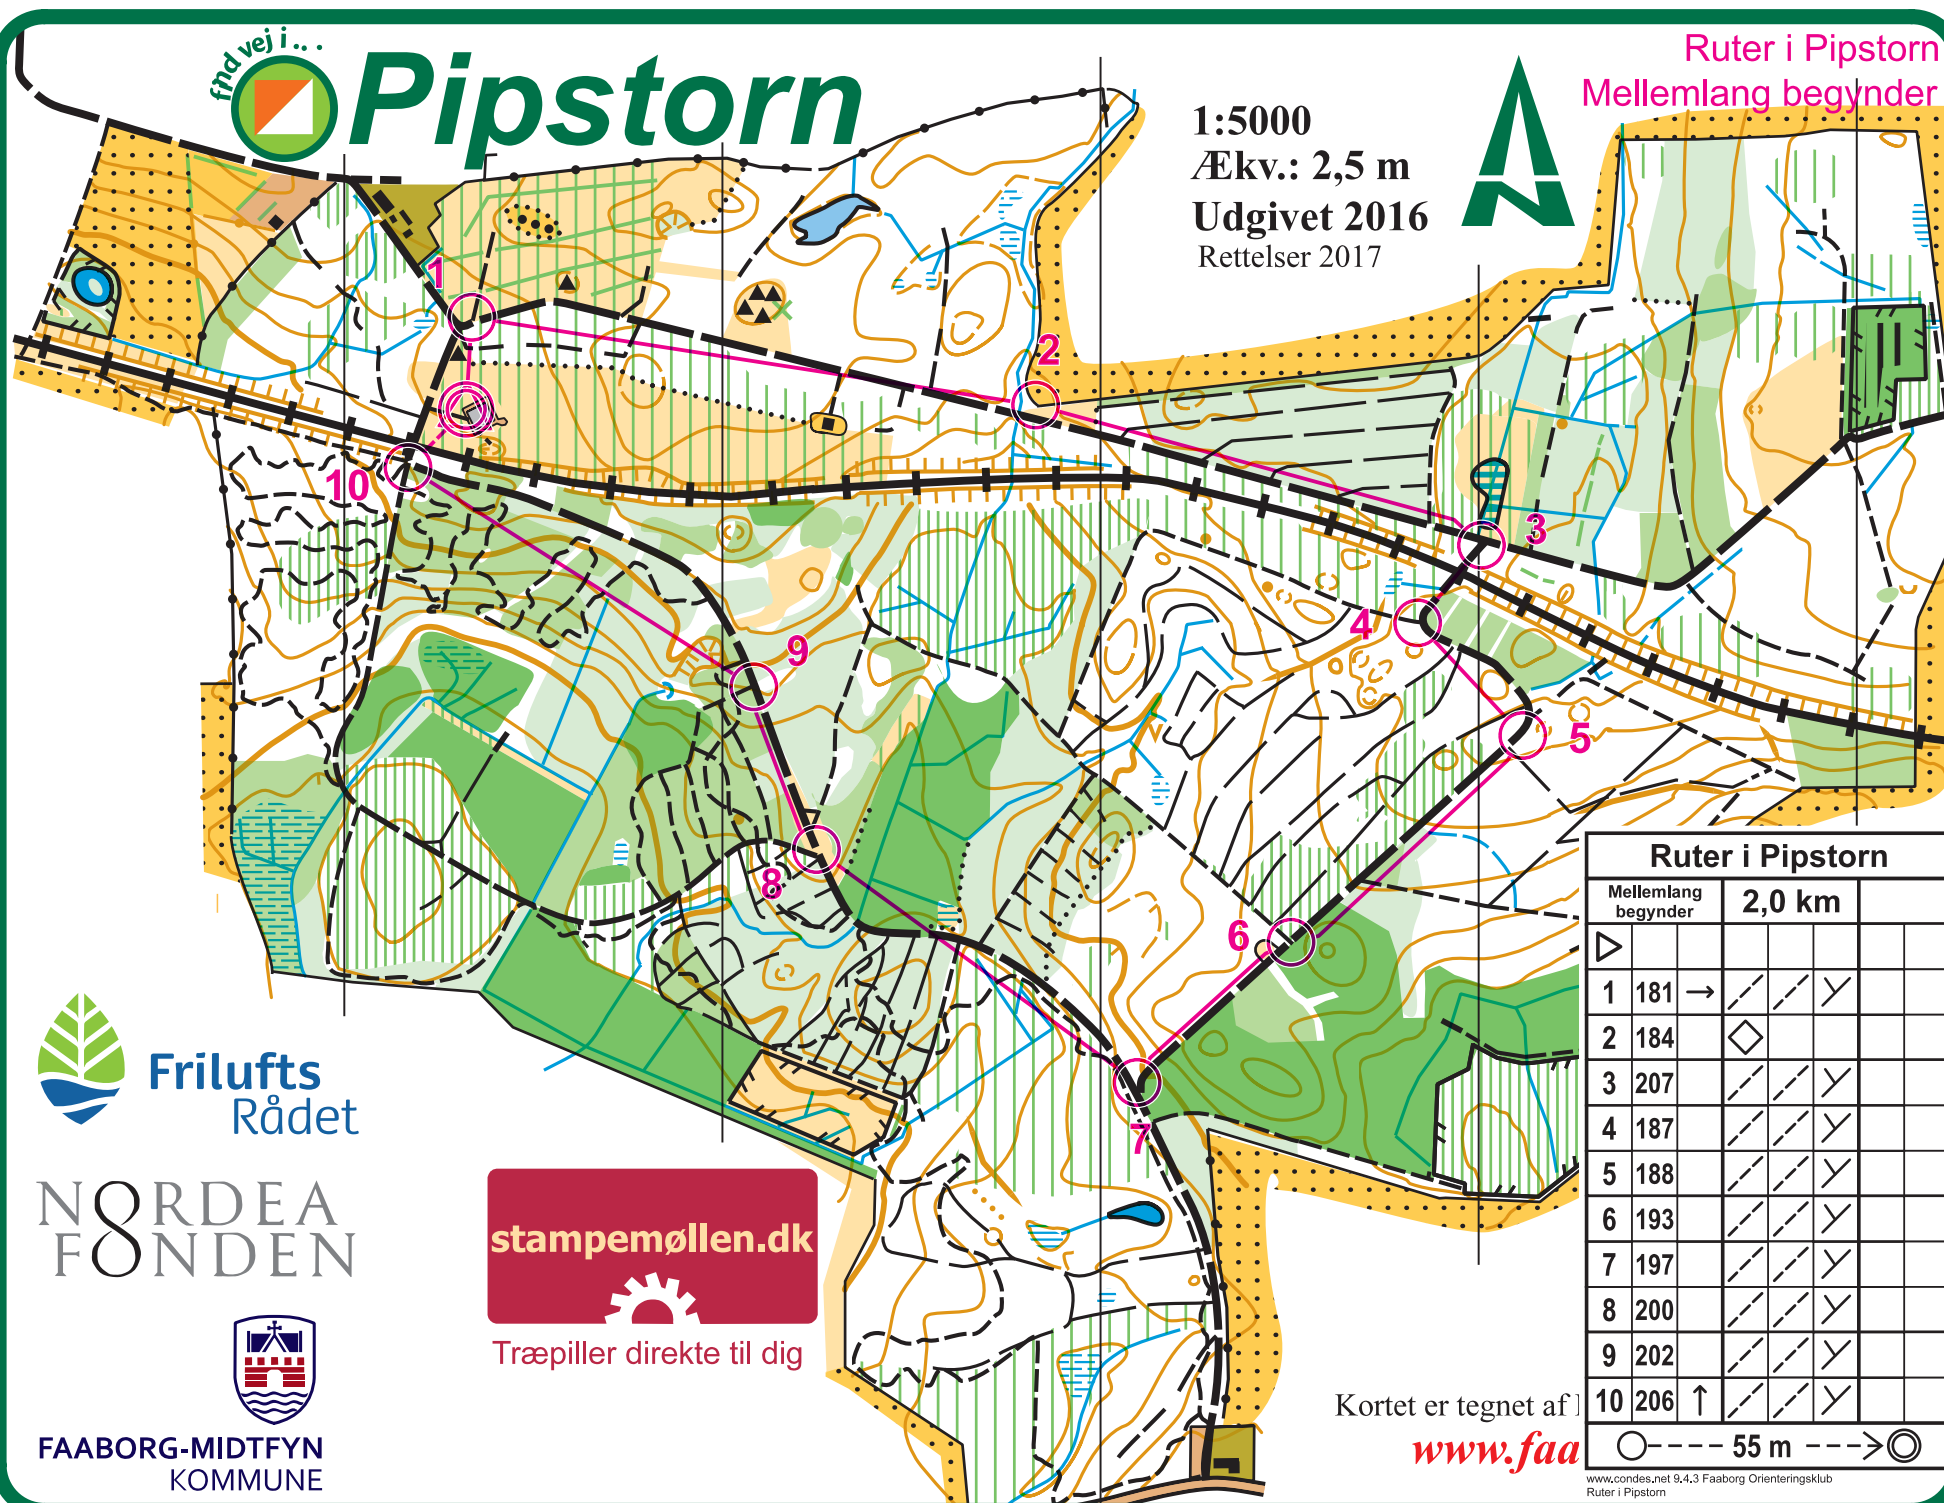 find vej i...
Pipstorn
Ruter i Pipstorn
Mellemlang begynder
1:5000
Ækv.: 2,5 m
Udgivet 2016
Rettelser 2017
N
1
2
3
4
5
6
7
8
9
10
Frilufts
Rådet
NORDEA
FONDEN
FAABORG-MIDTFYN
KOMMUNE
stampemøllen.dk
Træpiller direkte til dig
Kortet er tegnet af
www.faa
Ruter i Pipstorn
Mellemlang begynder 2,0 km
1 181
2 184
3 207
4 187
5 188
6 193
7 197
8 200
9 202
10 206
55 m
www.condes.net 9.4.3 Faaborg Orienteringsklub
Ruter i Pipstorn